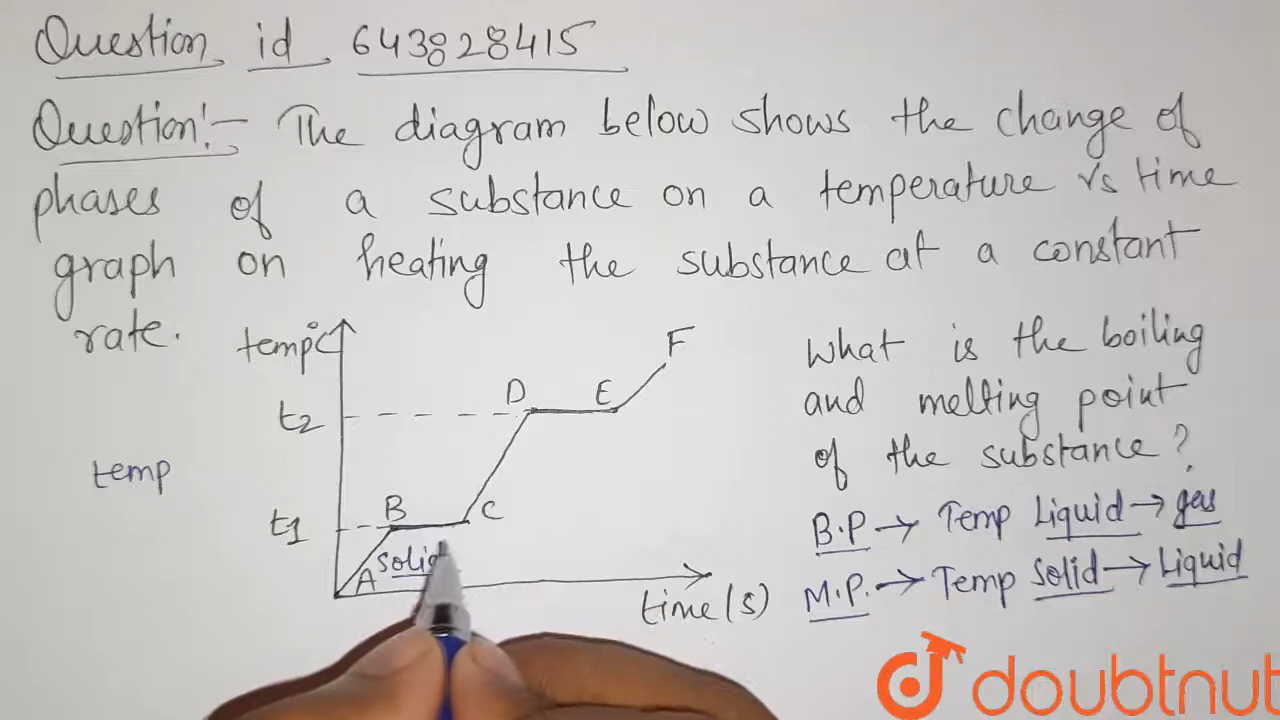 Question id 643828415
Question:- The diagram below shows the change of
phases of a substance on a temperature vs time
graph on heating the substance at a constant
rate.
temp°C
F
t2
D
E
temp
B
C
t1
solid
A
time(s)
What is the boiling
and melting point
of the substance?
B.P → Temp Liquid → gas
M.P. → Temp Solid → Liquid
doubtnut